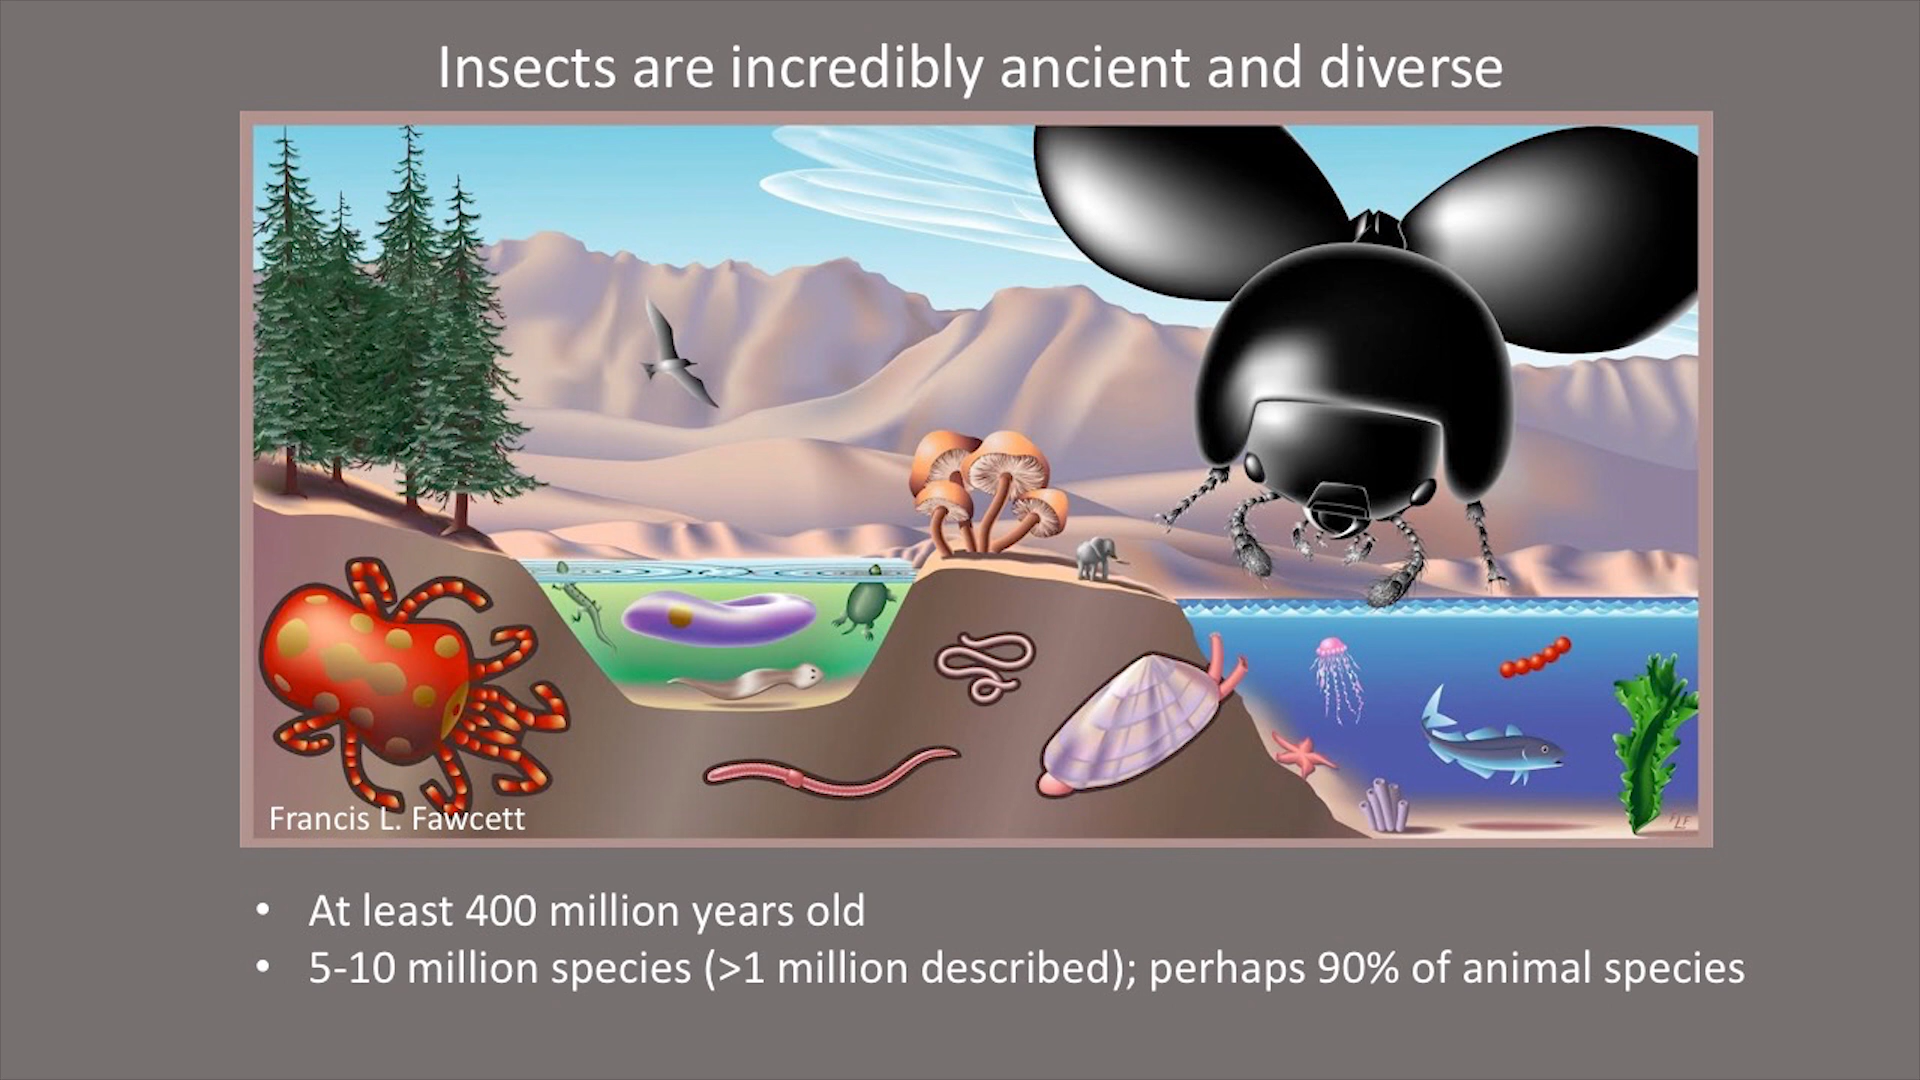 Insects are incredibly ancient and diverse
Francis L. Fawcett
FLF
• At least 400 million years old
• 5-10 million species (>1 million described); perhaps 90% of animal species